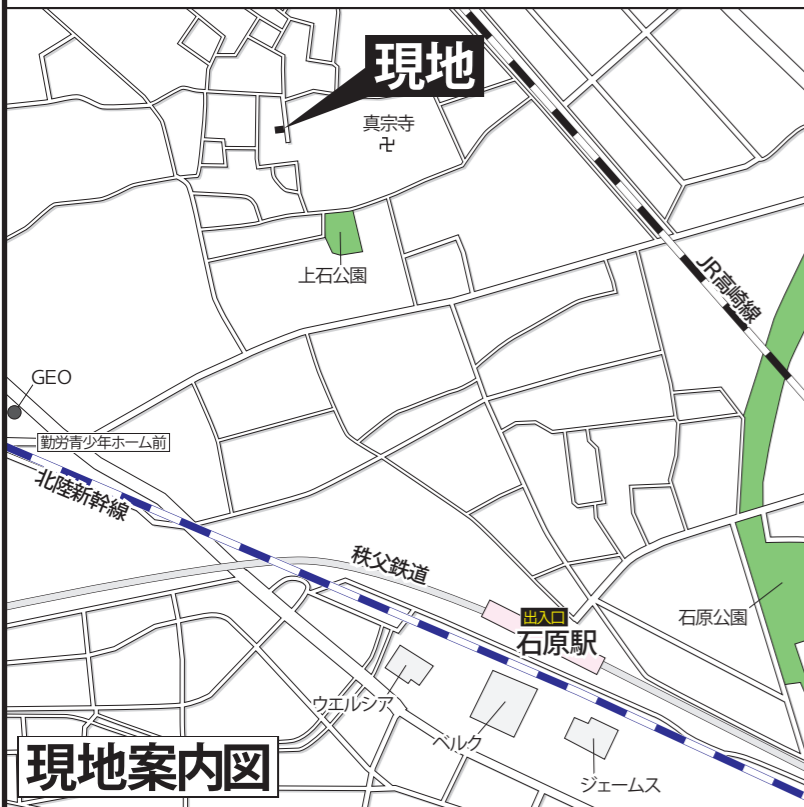 現地
真宗寺
卍
上石公園
JR高崎線
GEO
勤労青少年ホーム前
北陸新幹線
秩父鉄道
出入口
石原駅
石原公園
ウエルシア
ベルク
ジェームス
現地案内図